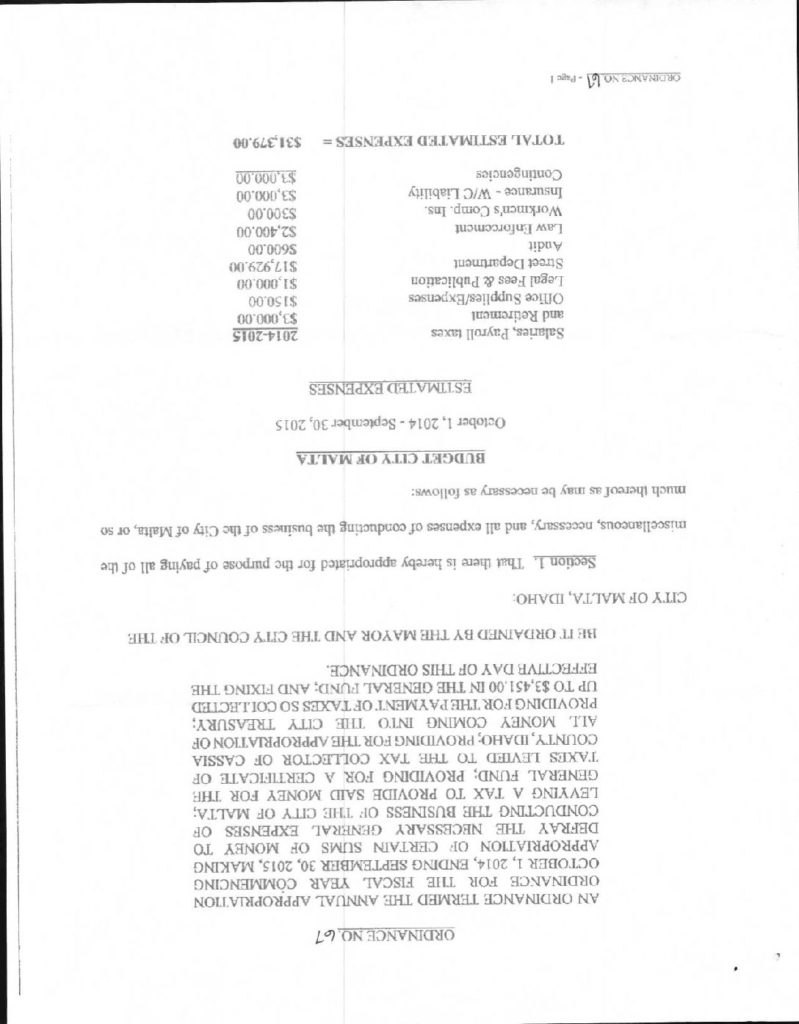 ORDINANCE NO. 67
AN ORDINANCE TERMED THE ANNUAL APPROPRIATION
ORDINANCE FOR THE FISCAL YEAR COMMENCING
OCTOBER 1, 2014, ENDING SEPTEMBER 30, 2015, MAKING
APPROPRIATION OF CERTAIN SUMS OF MONEY TO
DEFRAY THE NECESSARY GENERAL EXPENSES OF
CONDUCTING THE BUSINESS OF THE CITY OF MALTA;
LEVYING A TAX TO PROVIDE SAID MONEY FOR THE
GENERAL FUND; PROVIDING FOR A CERTIFICATE OF
TAXES LEVIED TO THE TAX COLLECTOR OF CASSIA
COUNTY, IDAHO; PROVIDING FOR THE APPROPRIATION OF
ALL MONEY COMING INTO THE CITY TREASURY;
PROVIDING FOR THE PAYMENT OF TAXES SO COLLECTED
UP TO $3,451.00 IN THE GENERAL FUND; AND FIXING THE
EFFECTIVE DAY OF THIS ORDINANCE.
BE IT ORDAINED BY THE MAYOR AND THE CITY COUNCIL OF THE
CITY OF MALTA, IDAHO:
Section 1. That there is hereby appropriated for the purpose of paying all of the
miscellaneous, necessary, and all expenses of conducting the business of the City of Malta, or so
much thereof as may be necessary as follows:
BUDGET CITY OF MALTA
October 1, 2014 - September 30, 2015
ESTIMATED EXPENSES
Salaries, Payroll taxes 2014-2015
and Retirement $3,000.00
Office Supplies/Expenses $150.00
Legal Fees & Publication $1,000.00
Street Department $17,929.00
Audit $600.00
Law Enforcement $2,400.00
Workmen's Comp. Ins. $300.00
Insurance - W/C Liability $3,000.00
Contingencies $3,000.00
TOTAL ESTIMATED EXPENSES = $31,379.00
ORDINANCE NO. 67 - Page 1